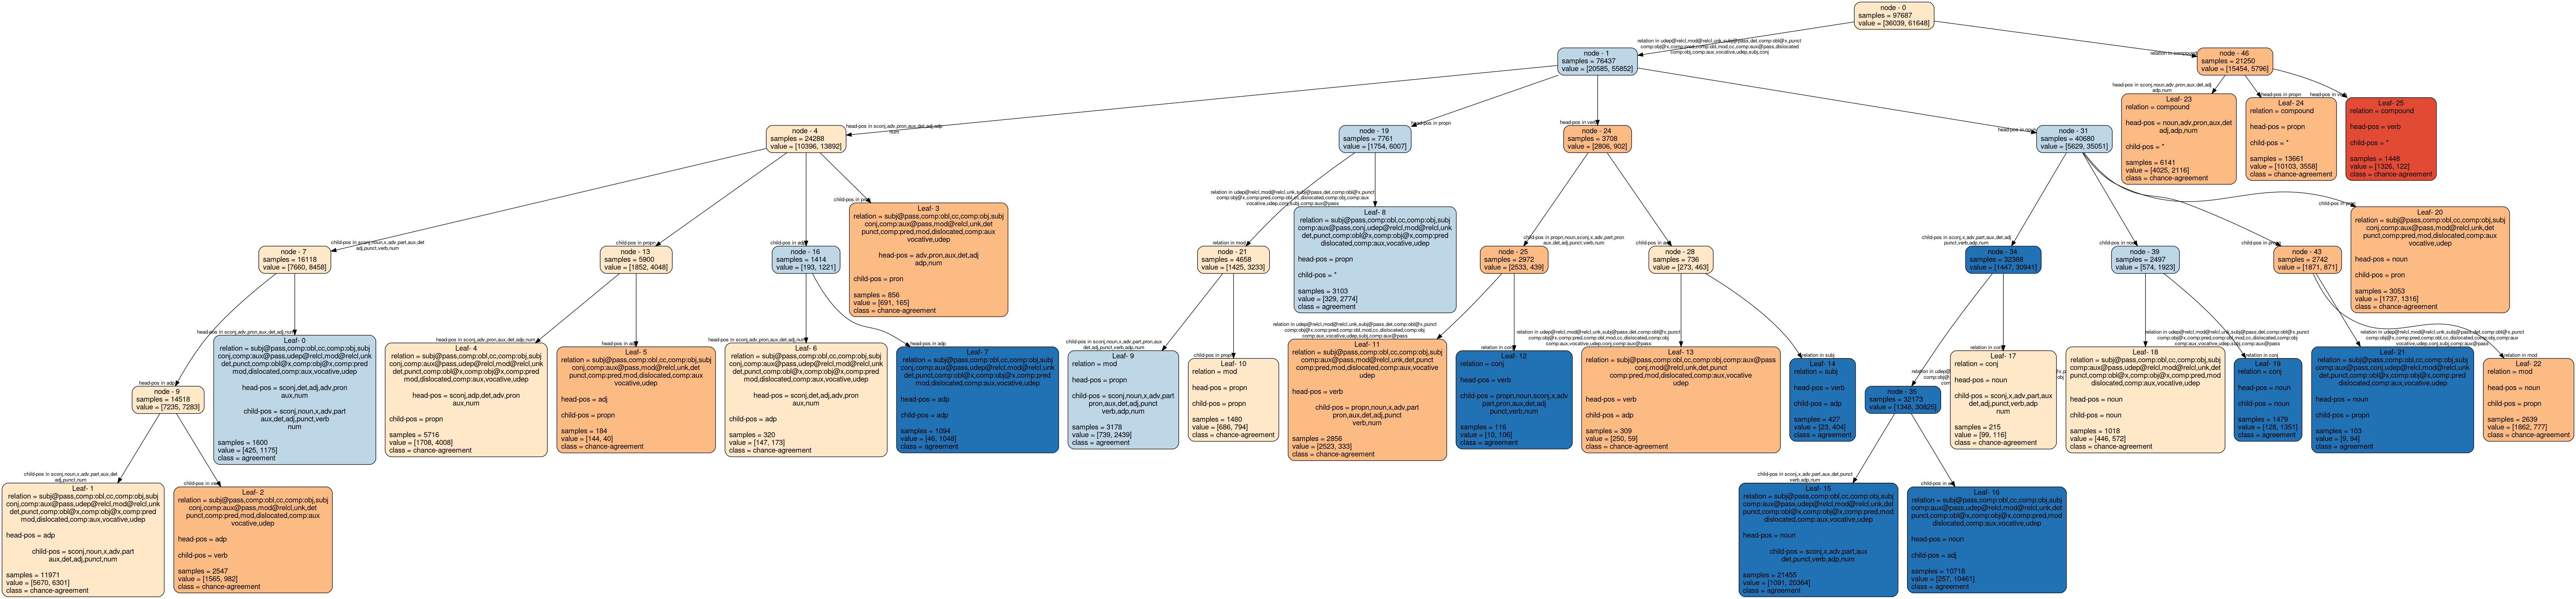 node - 0
samples = 97687
value = [36039, 61648]
relation in udep@relcl,mod@relcl,unk,subj@pass,det,comp:obl@x,punct
comp:obj@x,comp:pred,comp:obl,mod,cc,comp:aux@pass,dislocated
comp:obj,comp:aux,vocative,udep,subj,conj
node - 1
samples = 76437
value = [20585, 55852]
relation in compound
node - 46
samples = 21250
value = [15454, 5796]
head-pos in sconj,noun,adv,pron,aux,det,adj
adp,num
Leaf- 23
relation = compound
head-pos = noun,adv,pron,aux,det
adj,adp,num
child-pos = *
samples = 6141
value = [4025, 2116]
class = chance-agreement
head-pos in propn
Leaf- 24
relation = compound
head-pos = propn
child-pos = *
samples = 13661
value = [10103, 3558]
class = chance-agreement
head-pos in verb
Leaf- 25
relation = compound
head-pos = verb
child-pos = *
samples = 1448
value = [1326, 122]
class = chance-agreement
head-pos in sconj,adv,pron,aux,det,adj,adp
num
node - 4
samples = 24288
value = [10396, 13892]
head-pos in propn
node - 19
samples = 7761
value = [1754, 6007]
head-pos in verb
node - 24
samples = 3708
value = [2806, 902]
head-pos in noun
node - 31
samples = 40680
value = [5629, 35051]
child-pos in sconj,noun,x,adv,part,aux,det
adj,punct,verb,num
node - 7
samples = 16118
value = [7660, 8458]
child-pos in propn
node - 13
samples = 5900
value = [1852, 4048]
child-pos in adp
node - 16
samples = 1414
value = [193, 1221]
child-pos in pron
Leaf- 3
relation = subj@pass,comp:obl,cc,comp:obj,subj
conj,comp:aux@pass,mod@relcl,unk,det
punct,comp:pred,mod,dislocated,comp:aux
vocative,udep
head-pos = adv,pron,aux,det,adj
adp,num
child-pos = pron
samples = 856
value = [691, 165]
class = chance-agreement
relation in mod
node - 21
samples = 4658
value = [1425, 3233]
relation in udep@relcl,mod@relcl,unk,subj@pass,det,comp:obl@x,punct
comp:obj@x,comp:pred,comp:obl,cc,dislocated,comp:obj,comp:aux
vocative,udep,conj,subj,comp:aux@pass
Leaf- 8
relation = subj@pass,comp:obl,cc,comp:obj,subj
comp:aux@pass,conj,udep@relcl,mod@relcl,unk
det,punct,comp:obl@x,comp:obj@x,comp:pred
dislocated,comp:aux,vocative,udep
head-pos = propn
child-pos = *
samples = 3103
value = [329, 2774]
class = agreement
child-pos in propn,noun,sconj,x,adv,part,pron
aux,det,adj,punct,verb,num
node - 25
samples = 2972
value = [2533, 439]
child-pos in adp
node - 28
samples = 736
value = [273, 463]
child-pos in sconj,x,adv,part,aux,det,adj
punct,verb,adp,num
node - 34
samples = 32388
value = [1447, 30941]
child-pos in noun
node - 39
samples = 2497
value = [574, 1923]
child-pos in propn
node - 43
samples = 2742
value = [1871, 871]
child-pos in pron
Leaf- 20
relation = subj@pass,comp:obl,cc,comp:obj,subj
conj,comp:aux@pass,mod@relcl,unk,det
punct,comp:pred,mod,dislocated,comp:aux
vocative,udep
head-pos = noun
child-pos = pron
samples = 3053
value = [1737, 1316]
class = chance-agreement
head-pos in adp
node - 9
samples = 14518
value = [7235, 7283]
head-pos in sconj,adv,pron,aux,det,adj,num
Leaf- 0
relation = subj@pass,comp:obl,cc,comp:obj,subj
conj,comp:aux@pass,udep@relcl,mod@relcl,unk
det,punct,comp:obl@x,comp:obj@x,comp:pred
mod,dislocated,comp:aux,vocative,udep
head-pos = sconj,det,adj,adv,pron
aux,num
child-pos = sconj,noun,x,adv,part
aux,det,adj,punct,verb
num
samples = 1600
value = [425, 1175]
class = agreement
head-pos in sconj,adv,pron,aux,det,adp,num
Leaf- 4
relation = subj@pass,comp:obl,cc,comp:obj,subj
conj,comp:aux@pass,udep@relcl,mod@relcl,unk
det,punct,comp:obl@x,comp:obj@x,comp:pred
mod,dislocated,comp:aux,vocative,udep
head-pos = sconj,adp,det,adv,pron
aux,num
child-pos = propn
samples = 5716
value = [1708, 4008]
class = chance-agreement
head-pos in adj
Leaf- 5
relation = subj@pass,comp:obl,cc,comp:obj,subj
conj,comp:aux@pass,mod@relcl,unk,det
punct,comp:pred,mod,dislocated,comp:aux
vocative,udep
head-pos = adj
child-pos = propn
samples = 184
value = [144, 40]
class = chance-agreement
head-pos in sconj,adv,pron,aux,det,adj,num
Leaf- 6
relation = subj@pass,comp:obl,cc,comp:obj,subj
conj,comp:aux@pass,udep@relcl,mod@relcl,unk
det,punct,comp:obl@x,comp:obj@x,comp:pred
mod,dislocated,comp:aux,vocative,udep
head-pos = sconj,det,adj,adv,pron
aux,num
child-pos = adp
samples = 320
value = [147, 173]
class = chance-agreement
head-pos in adp
Leaf- 7
relation = subj@pass,comp:obl,cc,comp:obj,subj
conj,comp:aux@pass,udep@relcl,mod@relcl,unk
det,punct,comp:obl@x,comp:obj@x,comp:pred
mod,dislocated,comp:aux,vocative,udep
head-pos = adp
child-pos = adp
samples = 1094
value = [46, 1048]
class = agreement
child-pos in sconj,noun,x,adv,part,pron,aux
det,adj,punct,verb,adp,num
Leaf- 9
relation = mod
head-pos = propn
child-pos = sconj,noun,x,adv,part
pron,aux,det,adj,punct
verb,adp,num
samples = 3178
value = [739, 2439]
class = agreement
child-pos in propn
Leaf- 10
relation = mod
head-pos = propn
child-pos = propn
samples = 1480
value = [686, 794]
class = chance-agreement
relation in udep@relcl,mod@relcl,unk,subj@pass,det,comp:obl@x,punct
comp:obj@x,comp:pred,comp:obl,mod,cc,dislocated,comp:obj
comp:aux,vocative,udep,subj,comp:aux@pass
Leaf- 11
relation = subj@pass,comp:obl,cc,comp:obj,subj
comp:aux@pass,mod@relcl,unk,det,punct
comp:pred,mod,dislocated,comp:aux,vocative
udep
head-pos = verb
child-pos = propn,noun,x,adv,part
pron,aux,det,adj,punct
verb,num
samples = 2856
value = [2523, 333]
class = chance-agreement
relation in conj
Leaf- 12
relation = conj
head-pos = verb
child-pos = propn,noun,sconj,x,adv
part,pron,aux,det,adj
punct,verb,num
samples = 116
value = [10, 106]
class = agreement
relation in udep@relcl,mod@relcl,unk,subj@pass,det,comp:obl@x,punct
Leaf- 13
relation = subj@pass,comp:obl,cc,comp:obj,comp:aux@pass
conj,mod@relcl,unk,det,punct
comp:pred,mod,dislocated,comp:aux,vocative
udep
head-pos = verb
child-pos = adp
samples = 309
value = [250, 59]
class = chance-agreement
relation in subj
Leaf- 14
relation = subj
head-pos = verb
child-pos = adp
samples = 427
value = [23, 404]
class = agreement
node - 35
samples = 32173
value = [1348, 30825]
relation in conj
Leaf- 17
relation = conj
head-pos = noun
child-pos = sconj,x,adv,part,aux
det,adj,punct,verb,adp
num
samples = 215
value = [99, 116]
class = chance-agreement
Leaf- 18
relation = subj@pass,comp:obl,cc,comp:obj,subj
comp:aux@pass,udep@relcl,mod@relcl,unk,det
punct,comp:obl@x,comp:obj@x,comp:pred,mod
dislocated,comp:aux,vocative,udep
head-pos = noun
child-pos = noun
samples = 1018
value = [446, 572]
class = chance-agreement
relation in conj
Leaf- 19
relation = conj
head-pos = noun
child-pos = noun
samples = 1479
value = [128, 1351]
class = agreement
relation in udep@relcl,mod@relcl,unk,subj@pass,det,comp:obl@x,punct
comp:obj@x,comp:pred,comp:obl,cc,dislocated,comp:obj,comp:aux
vocative,udep,conj,subj,comp:aux@pass
Leaf- 21
relation = subj@pass,comp:obl,cc,comp:obj,subj
comp:aux@pass,conj,udep@relcl,mod@relcl,unk
det,punct,comp:obl@x,comp:obj@x,comp:pred
dislocated,comp:aux,vocative,udep
head-pos = noun
child-pos = propn
samples = 103
value = [9, 94]
class = agreement
relation in mod
Leaf- 22
relation = mod
head-pos = noun
child-pos = propn
samples = 2639
value = [1862, 777]
class = chance-agreement
child-pos in sconj,noun,x,adv,part,aux,det
adj,punct,num
Leaf- 1
relation = subj@pass,comp:obl,cc,comp:obj,subj
conj,comp:aux@pass,udep@relcl,mod@relcl,unk
det,punct,comp:obl@x,comp:obj@x,comp:pred
mod,dislocated,comp:aux,vocative,udep
head-pos = adp
child-pos = sconj,noun,x,adv,part
aux,det,adj,punct,num
samples = 11971
value = [5670, 6301]
class = chance-agreement
child-pos in verb
Leaf- 2
relation = subj@pass,comp:obl,cc,comp:obj,subj
conj,comp:aux@pass,mod@relcl,unk,det
punct,comp:pred,mod,dislocated,comp:aux
vocative,udep
head-pos = adp
child-pos = verb
samples = 2547
value = [1565, 982]
class = chance-agreement
child-pos in sconj,x,adv,part,aux,det,punct
verb,adp,num
Leaf- 15
relation = subj@pass,comp:obl,cc,comp:obj,subj
comp:aux@pass,udep@relcl,mod@relcl,unk,det
punct,comp:obl@x,comp:obj@x,comp:pred,mod
dislocated,comp:aux,vocative,udep
head-pos = noun
child-pos = sconj,x,adv,part,aux
det,punct,verb,adp,num
samples = 21455
value = [1091, 20364]
class = agreement
child-pos in adj
Leaf- 16
relation = subj@pass,comp:obl,cc,comp:obj,subj
comp:aux@pass,udep@relcl,mod@relcl,unk,det
punct,comp:obl@x,comp:obj@x,comp:pred,mod
dislocated,comp:aux,vocative,udep
head-pos = noun
child-pos = adj
samples = 10718
value = [257, 10461]
class = agreement